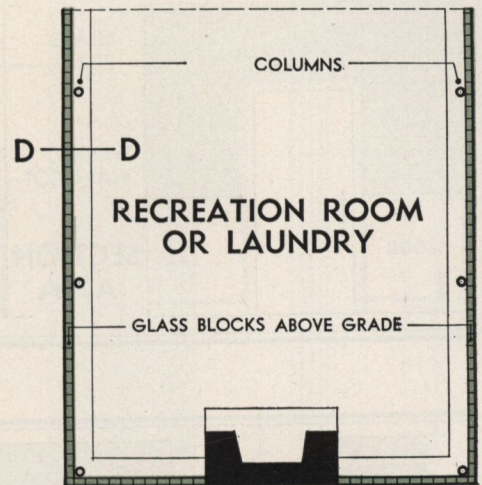 COLUMNS
D D
RECREATION ROOM
OR LAUNDRY
GLASS BLOCKS ABOVE GRADE